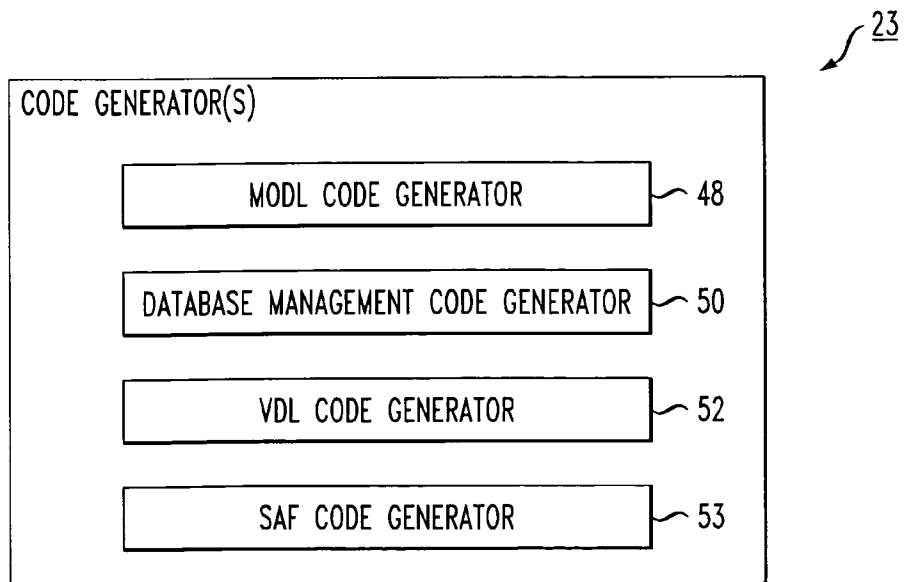 23
CODE GENERATOR(S)
MODL CODE GENERATOR 48
DATABASE MANAGEMENT CODE GENERATOR 50
VDL CODE GENERATOR 52
SAF CODE GENERATOR 53